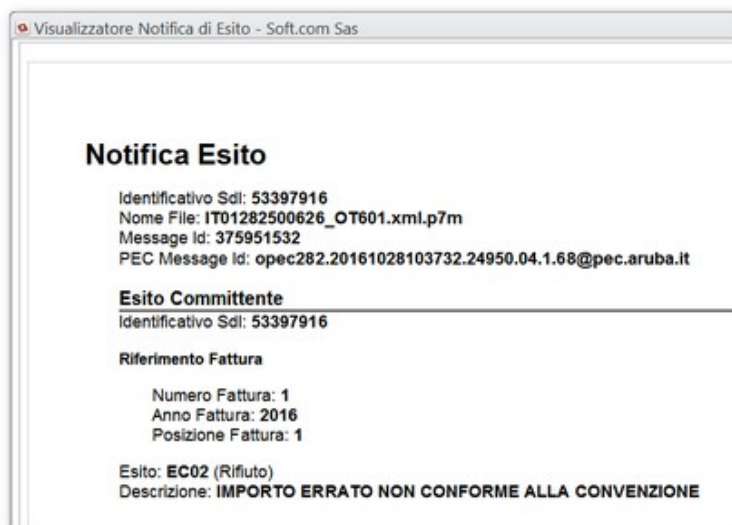 Visualizzatore Notifica di Esito - Soft.com Sas
Notifica Esito
Identificativo SdI: 53397916
Nome File: IT01282500626_OT601.xml.p7m
Message Id: 375951532
PEC Message Id: opec282.20161028103732.24950.04.1.68@pec.aruba.it
Esito Committente
Identificativo SdI: 53397916
Riferimento Fattura
Numero Fattura: 1
Anno Fattura: 2016
Posizione Fattura: 1
Esito: EC02 (Rifiuto)
Descrizione: IMPORTO ERRATO NON CONFORME ALLA CONVENZIONE